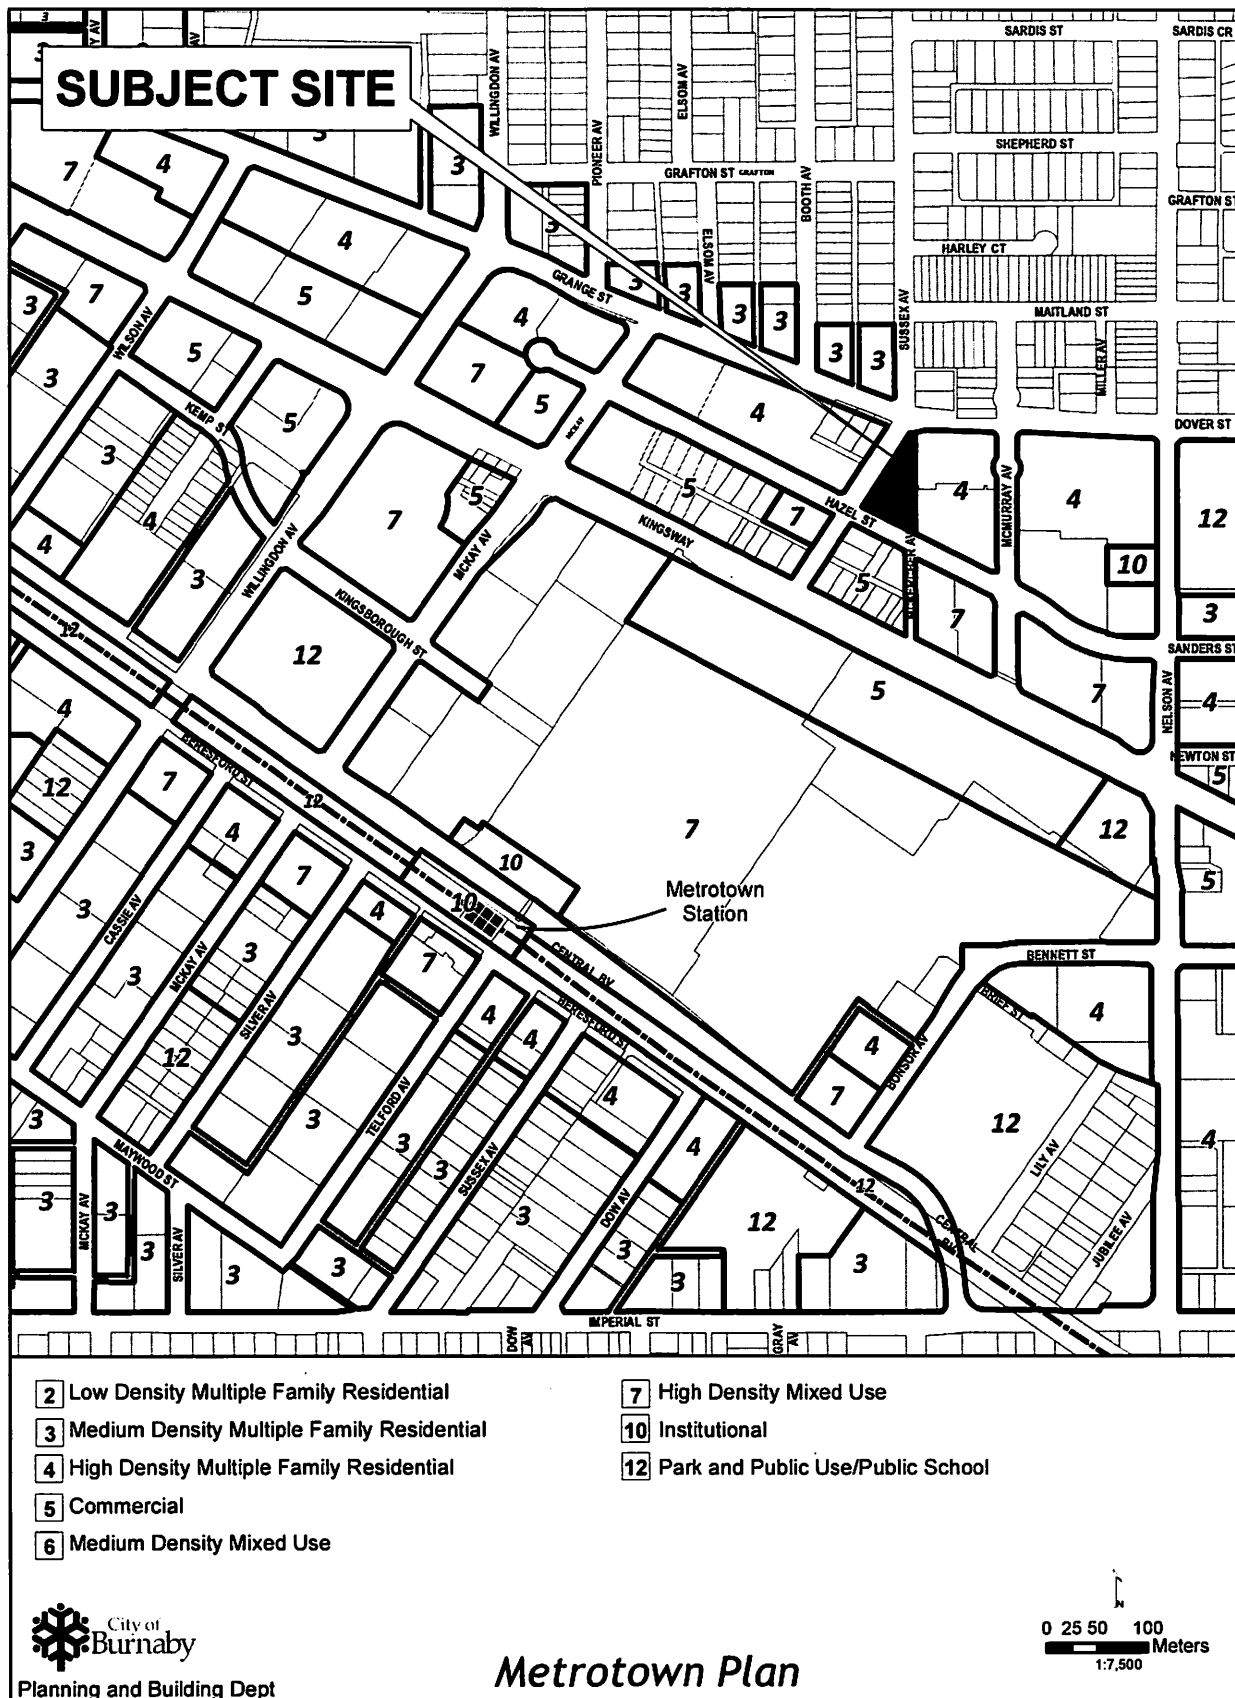 SUBJECT SITE
SARDIS ST
SARDIS CR
WILLINGDON AV
ELSOM AV
PIONEER AV
SHEPHERD ST
GRAFTON ST GRAFTON
BOOTH AV
GRAFTON ST
HARLEY CT
ELSOM AV
GRANGE ST
SUSSEX AV
MAITLAND ST
MILLER AV
WILSON AV
KEMP ST
MCKAY
DOVER ST
HAZEL ST
MCMURRAY AV
KINGSWAY
MCKAY AV
WILLINGDON AV
KINGSBOROUGH ST
SANDERS ST
NELSON AV
NEWTON ST
BERESFORD ST
Metrotown
Station
CASSIE AV
MCKAY AV
SILVER AV
CENTRAL BV
BERESFORD ST
BENNETT ST
BRIEF ST
BONSOR AV
TELFORD AV
SUSSEX AV
DOW AV
LILY AV
JUBILEE AV
MAYWOOD ST
MCKAY AV
SILVER AV
CENTRAL
IMPERIAL ST
DOW AV
GRAY AV
2 Low Density Multiple Family Residential
3 Medium Density Multiple Family Residential
4 High Density Multiple Family Residential
5 Commercial
6 Medium Density Mixed Use
7 High Density Mixed Use
10 Institutional
12 Park and Public Use/Public School
City of
Burnaby
Planning and Building Dept
Metrotown Plan
N
0 25 50 100
Meters
1:7,500